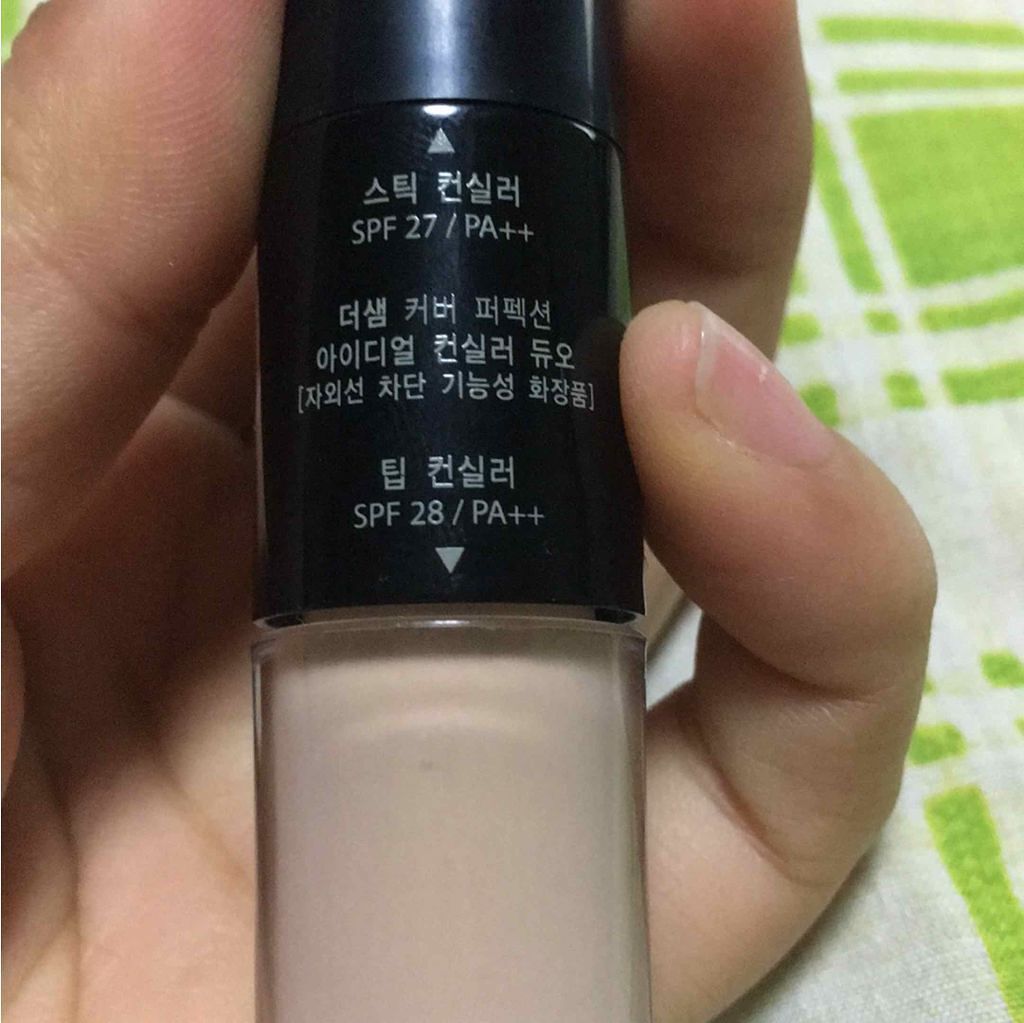 스틱 컨실러
SPF 27 / PA++
더샘 커버 퍼펙션
아이디얼 컨실러 듀오
[자외선 차단 기능성 화장품]
팁 컨실러
SPF 28 / PA++